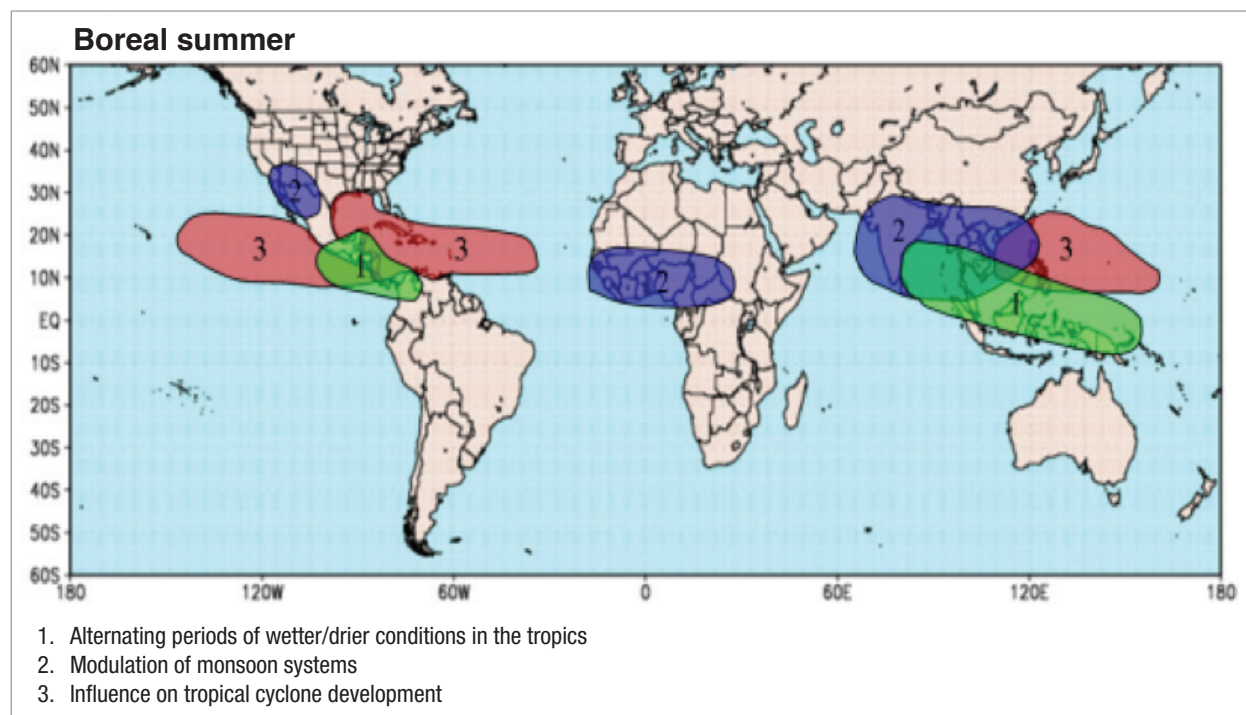 Boreal summer
60N
50N
40N
30N
20N
10N
EQ
10S
20S
30S
40S
50S
60S
2
3
1
3
2
2
3
1
180 120W 60W 0 60E 120E 180
1. Alternating periods of wetter/drier conditions in the tropics
2. Modulation of monsoon systems
3. Influence on tropical cyclone development